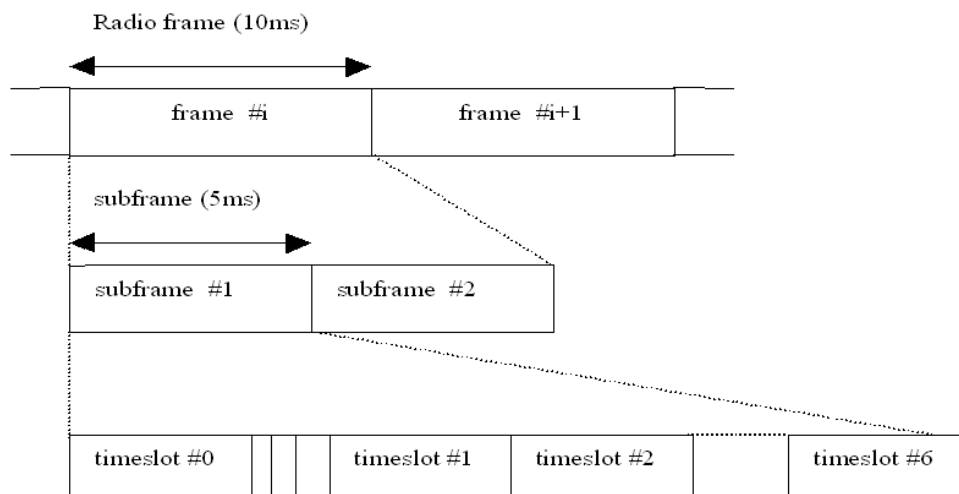 Radio frame (10ms)
frame #i
frame #i+1
subframe (5ms)
subframe #1
subframe #2
timeslot #0
timeslot #1
timeslot #2
timeslot #6